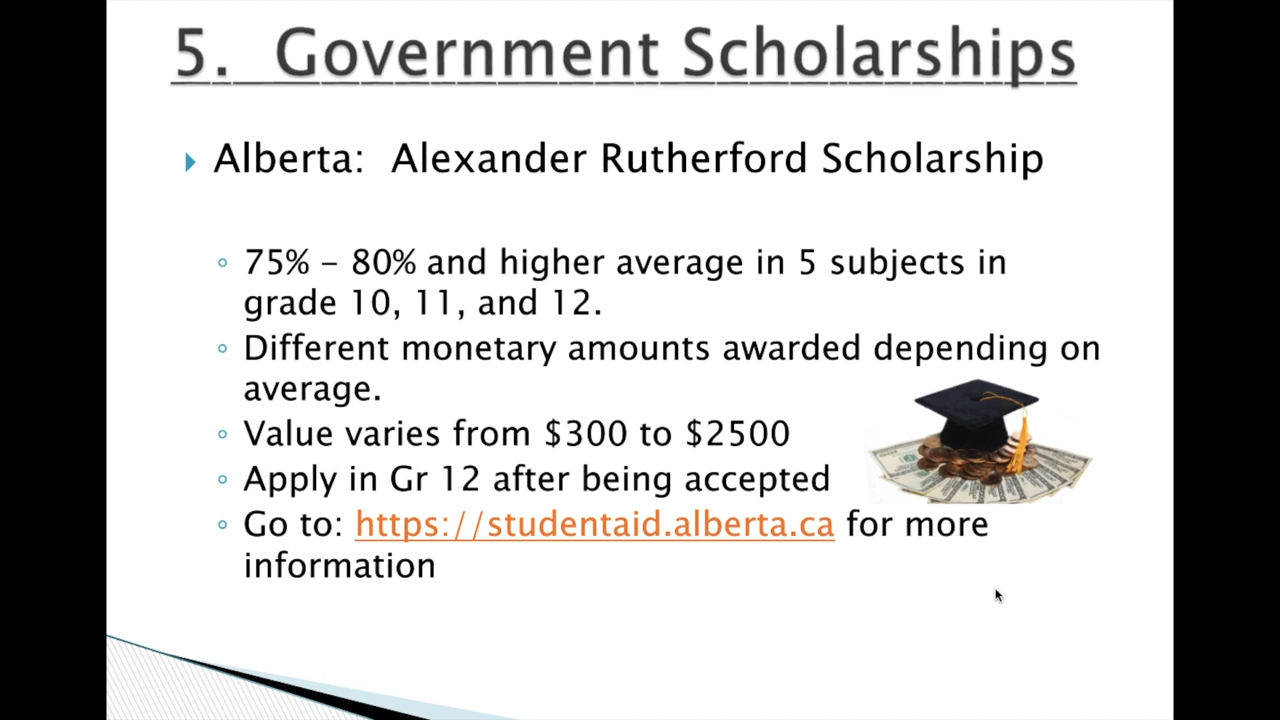 5. Government Scholarships
Alberta: Alexander Rutherford Scholarship
75% – 80% and higher average in 5 subjects in
grade 10, 11, and 12.
Different monetary amounts awarded depending on
average.
Value varies from $300 to $2500
Apply in Gr 12 after being accepted
Go to: https://studentaid.alberta.ca for more
information